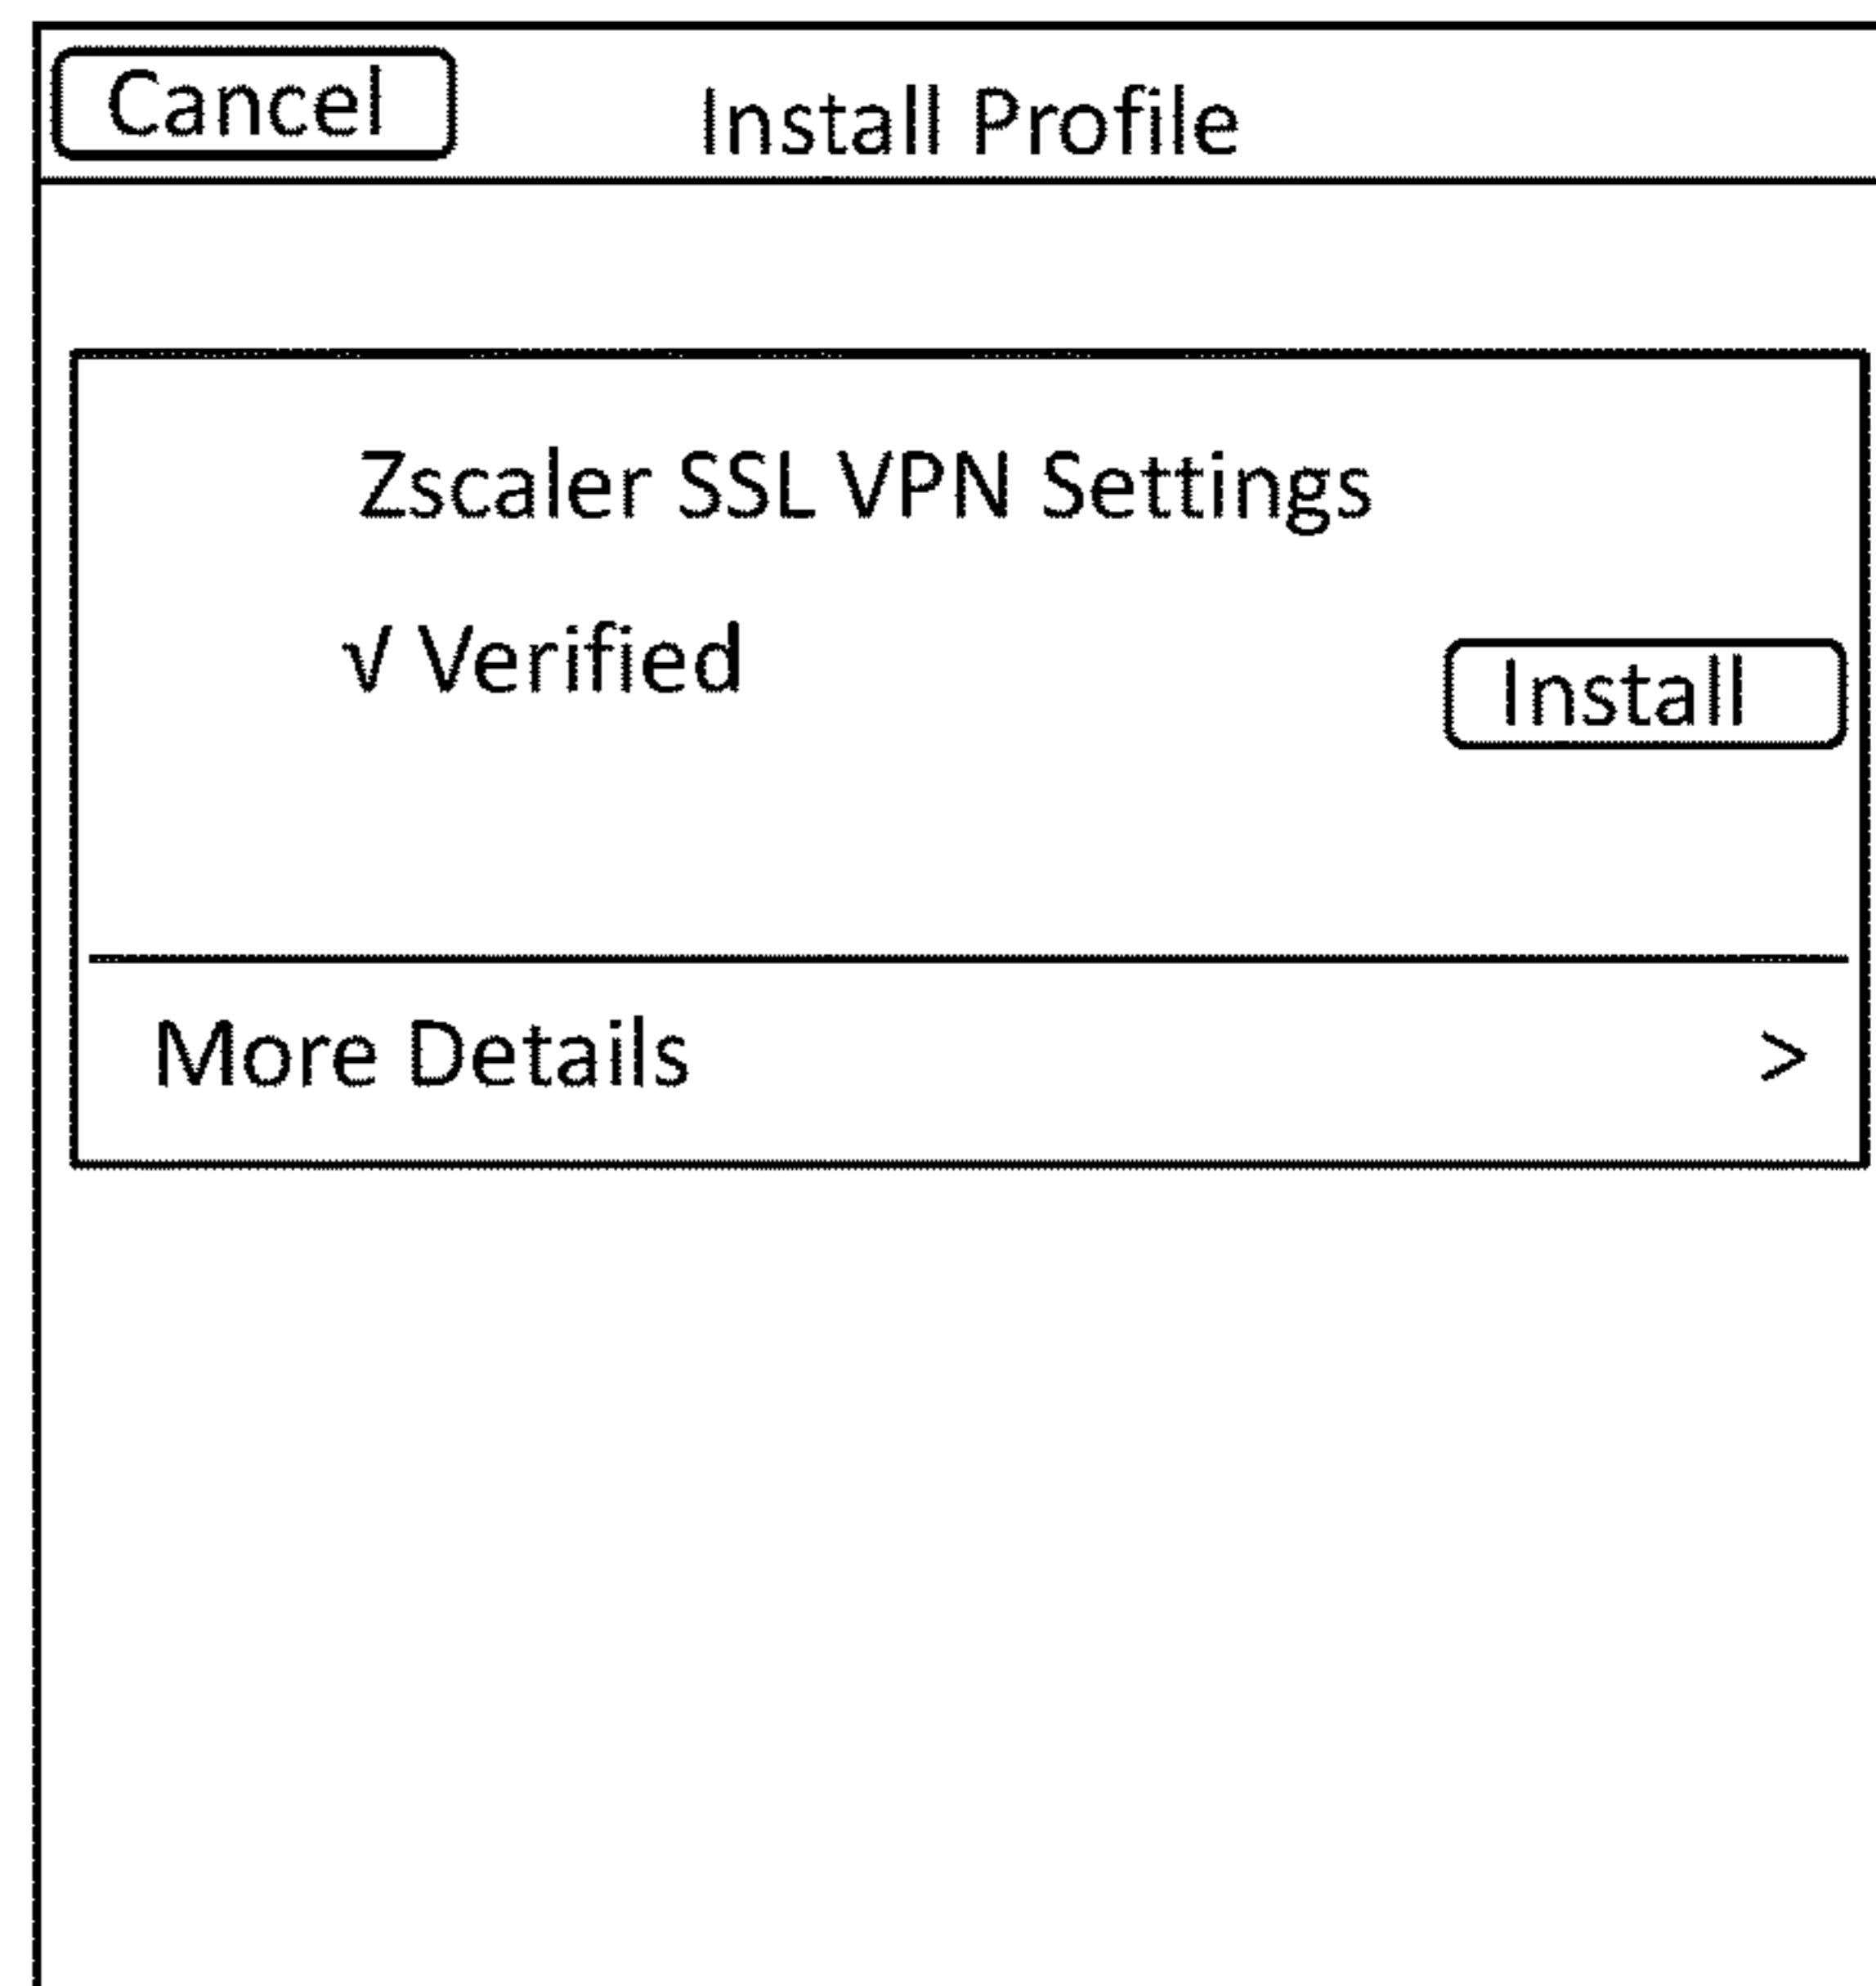 Cancel
Install Profile
Zscaler SSL VPN Settings
√ Verified
Install
More Details >